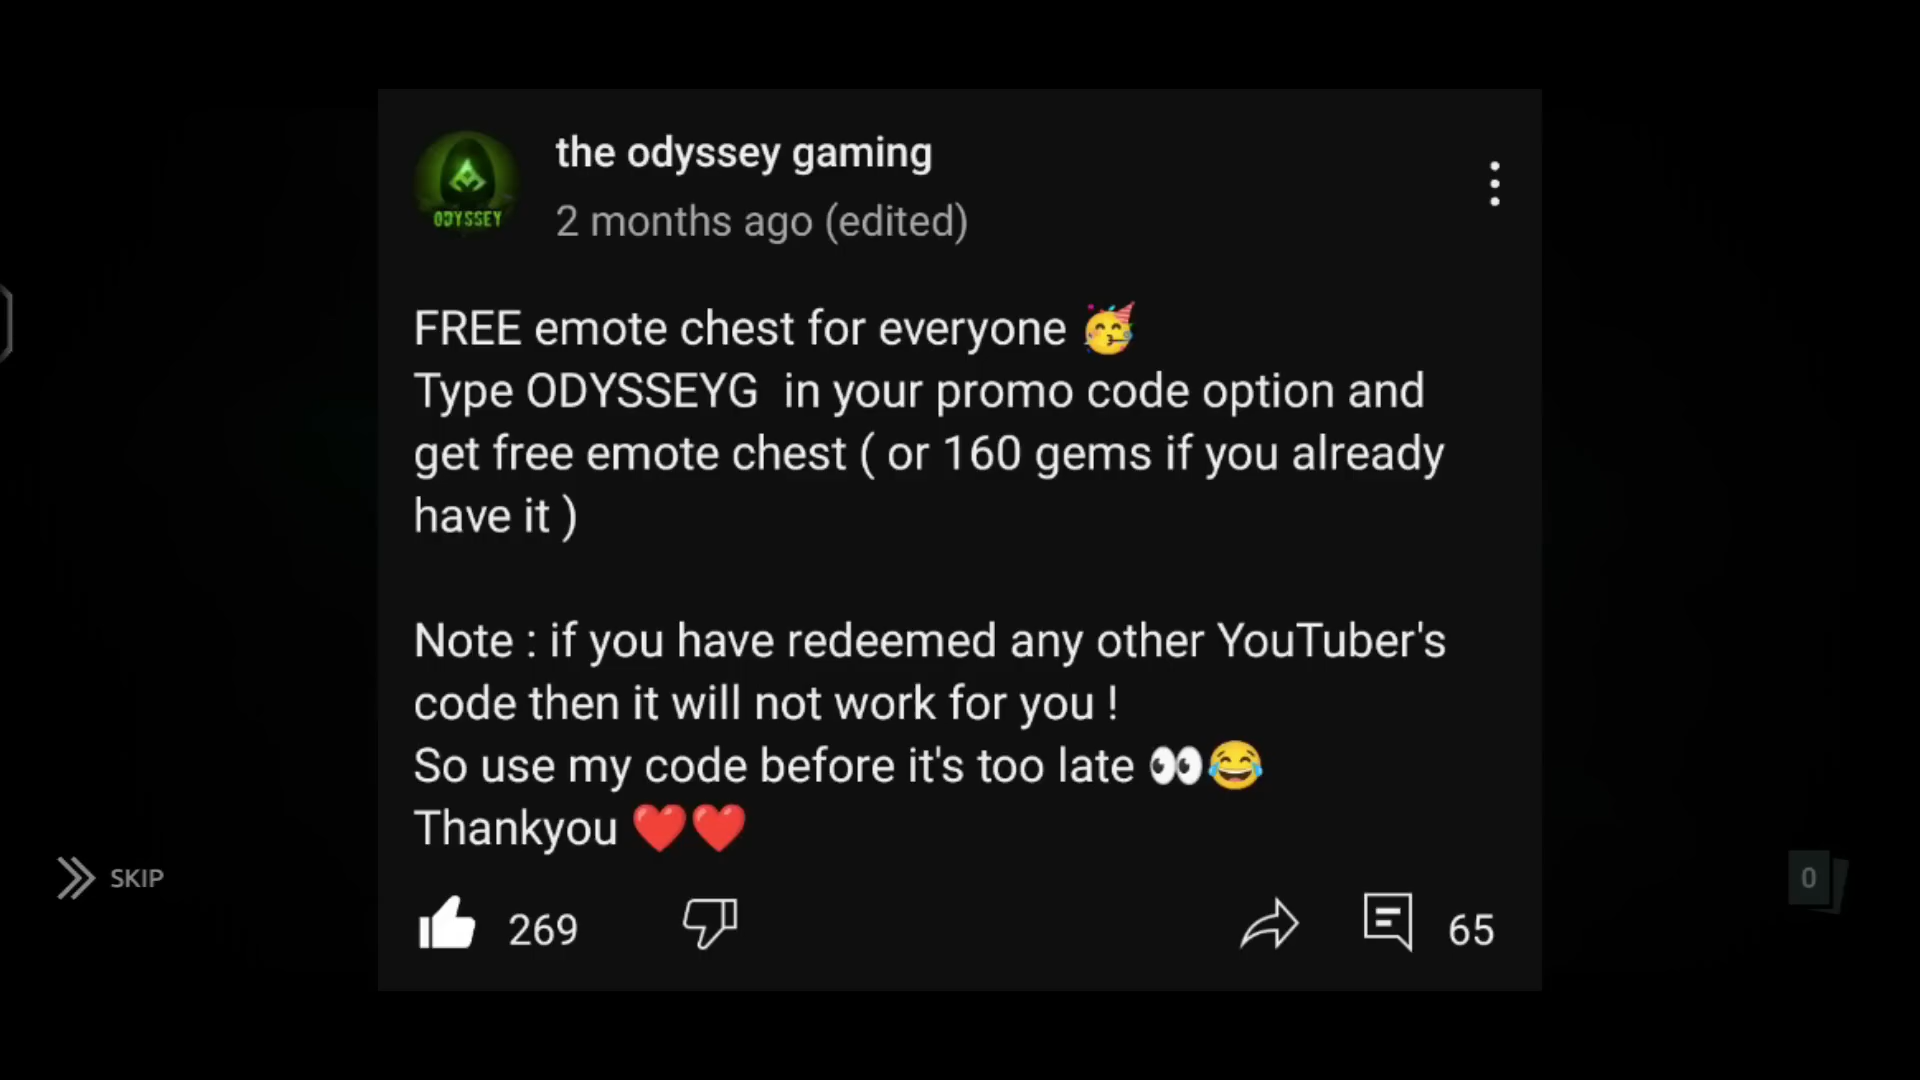 the odyssey gaming
ODYSSEY
2 months ago (edited)
FREE emote chest for everyone 🥳
Type ODYSSEYG in your promo code option and
get free emote chest ( or 160 gems if you already
have it )
Note : if you have redeemed any other YouTuber's
code then it will not work for you !
So use my code before it's too late 👀😂
Thankyou ❤️❤️
SKIP
0
269
65